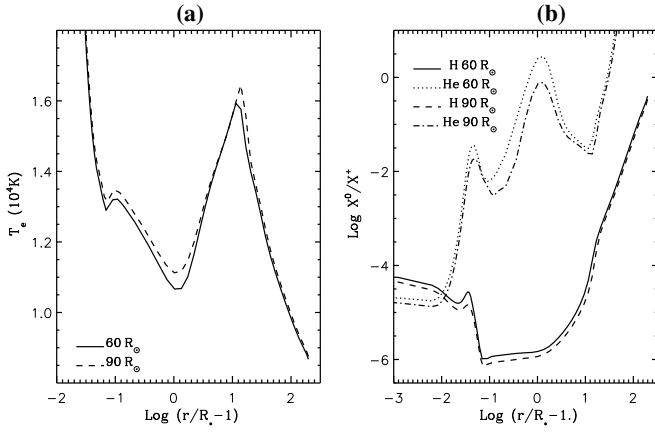 (a)
1.6
1.4
1.2
1.0
T_e (10^4K)
60 R_⊙
90 R_⊙
-2 -1 0 1 2
Log (r/R_*-1)
(b)
0
-2
-4
-6
Log X^0/X^+
H 60 R_⊙
He 60 R_⊙
H 90 R_⊙
He 90 R_⊙
-3 -2 -1 0 1 2
Log (r/R_*-1.)